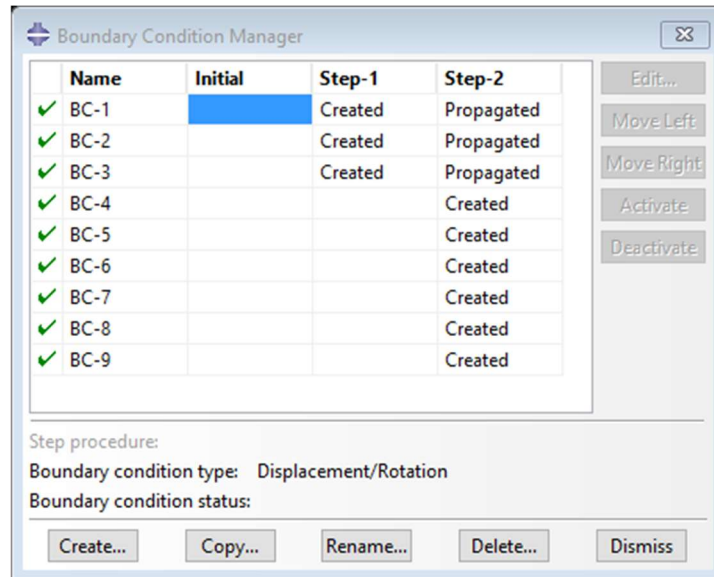 Boundary Condition Manager
Name Initial Step-1 Step-2 Edit...
BC-1 Created Propagated Move Left
BC-2 Created Propagated
BC-3 Created Propagated Move Right
BC-4 Created Activate
BC-5 Created Deactivate
BC-6 Created
BC-7 Created
BC-8 Created
BC-9 Created
Step procedure:
Boundary condition type: Displacement/Rotation
Boundary condition status:
Create... Copy... Rename... Delete... Dismiss